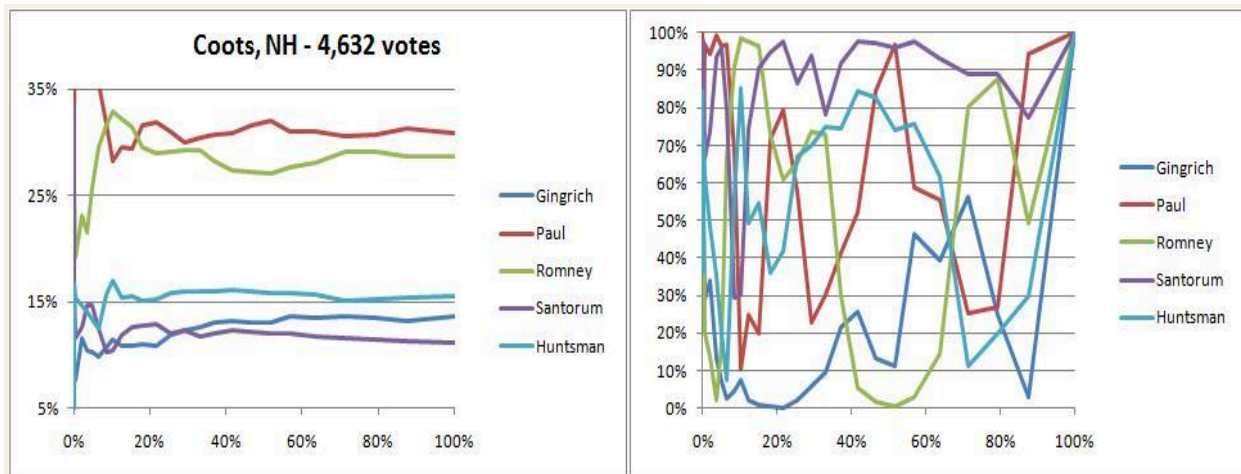 Coots, NH - 4,632 votes
35%
25%
15%
5%
0% 20% 40% 60% 80% 100%
Gingrich
Paul
Romney
Santorum
Huntsman
100%
90%
80%
70%
60%
50%
40%
30%
20%
10%
0%
0% 20% 40% 60% 80% 100%
Gingrich
Paul
Romney
Santorum
Huntsman